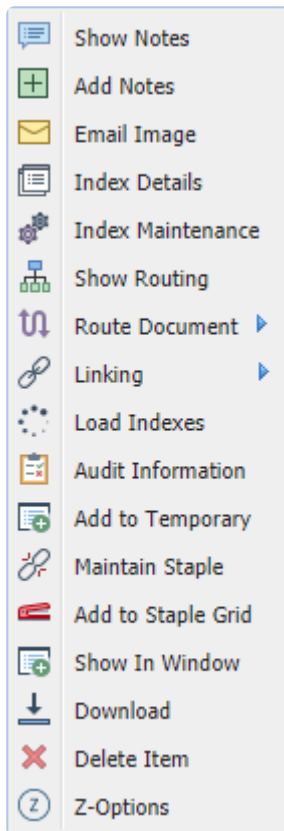 Show Notes
Add Notes
Email Image
Index Details
Index Maintenance
Show Routing
Route Document
Linking
Load Indexes
Audit Information
Add to Temporary
Maintain Staple
Add to Staple Grid
Show In Window
Download
Delete Item
Z Z-Options